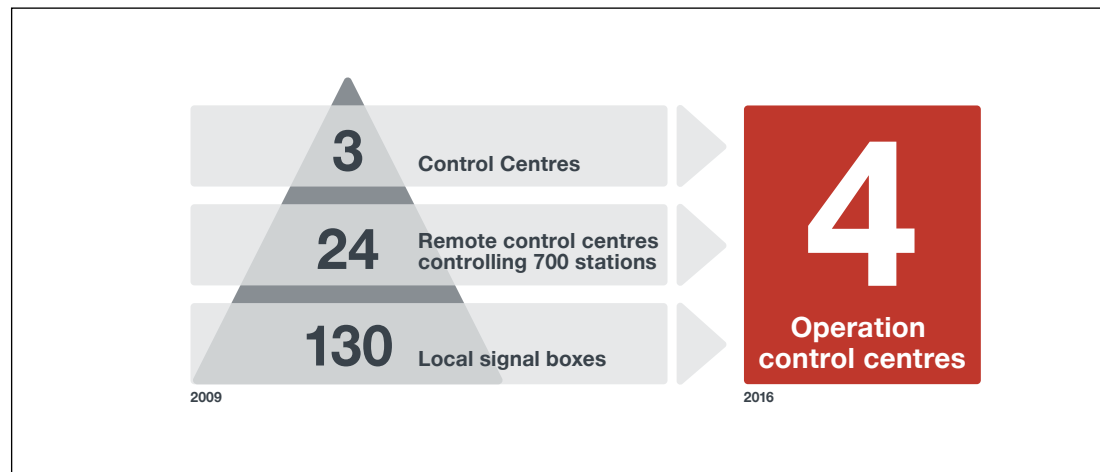 3
Control Centres
24
Remote control centres
controlling 700 stations
130
Local signal boxes
2009
4
Operation
control centres
2016